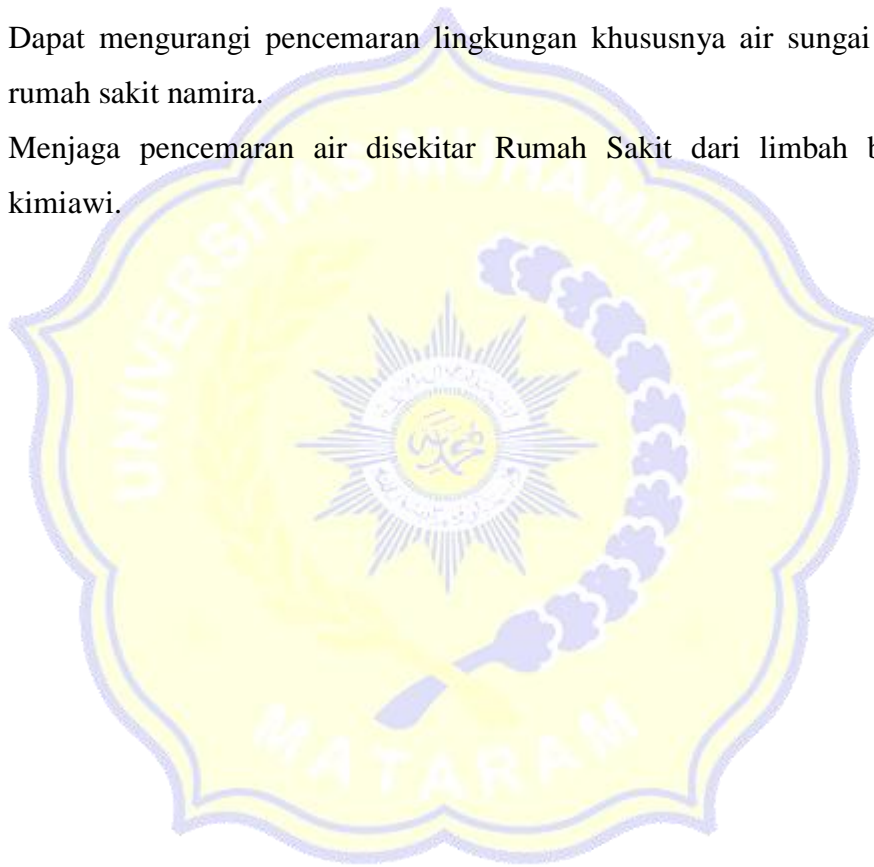 Dapat mengurangi pencemaran lingkungan khususnya air sungai
rumah sakit namira.
Menjaga pencemaran air disekitar Rumah Sakit dari limbah b
kimiawi.
UNIVERSITAS MUHAMMADIYAH
MATARAM